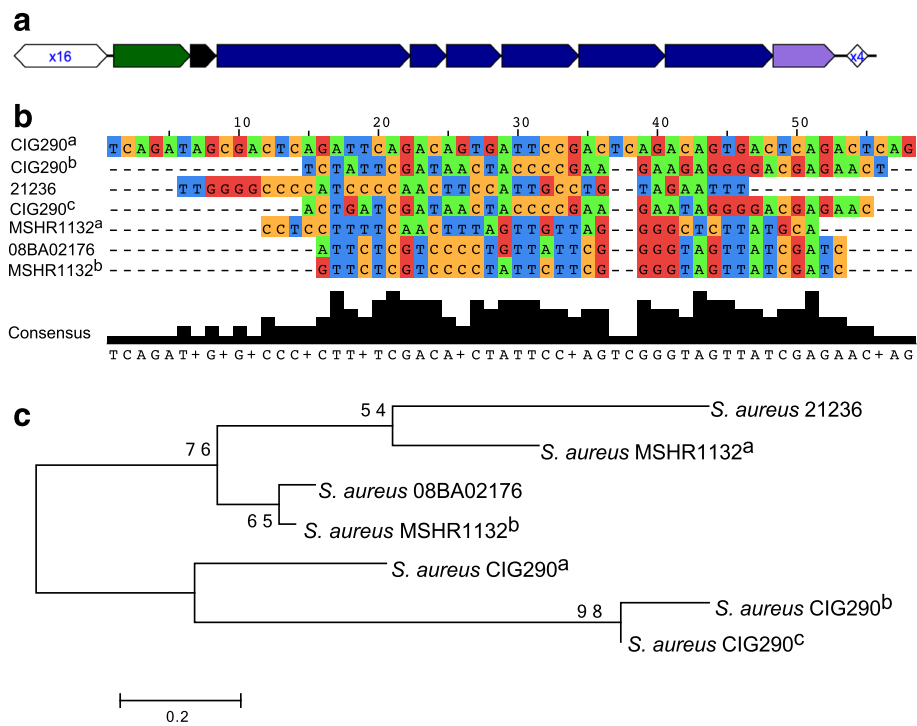 a
x16
x4
b
10 20 30 40 50
CIG290a TCAGATAGCGACTCAGATTCAGACAGTGATTCCGACTCAGACAGTGACTCAGACTCAG
CIG290b --------------TCTATTCGATAACTACCCCGAA--GAAGAGGGGACGAGAACT--
21236 -----TTGGGGCCCCATCCCCAACTTCCATTGCCTG--TAGAATTT------------
CIG290c --------------ACTGATCGATAACTACCCCGAA--GAATAGGGGACGAGAAC---
MSHR1132a -----------CCTCCTTTTCAACTTTAGTTGTTAG--GGGCTCTTATGCA-------
08BA02176 ---------------ATTCTCGTCCCCTGTTATTCG--GGGTAGTTATCGATC-----
MSHR1132b ---------------GTTCTCGTCCCCTATTCTTCG--GGGTAGTTATCGATC-----
Consensus
TCAGAT+G+G+CCC+CTT+TCGACA+CTATTCC+AGTCGGGTAGTTATCGAGAAC+AG
c
54
S. aureus 21236
76
S. aureus MSHR1132a
S. aureus 08BA02176
65
S. aureus MSHR1132b
S. aureus CIG290a
98
S. aureus CIG290b
S. aureus CIG290c
0.2